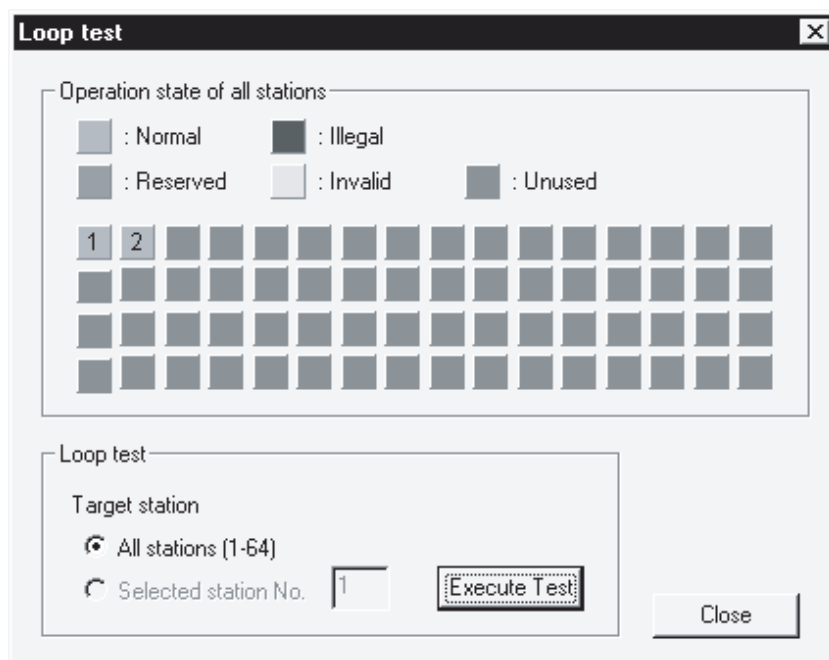 Loop test
Operation state of all stations
: Normal : Illegal
: Reserved : Invalid : Unused
1 2
Loop test
Target station
All stations (1-64)
Selected station No. 1 Execute Test
Close